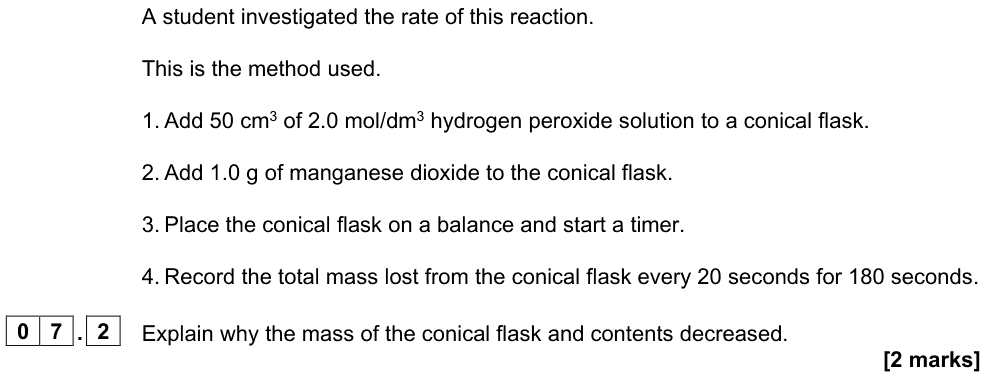 A student investigated the rate of this reaction.
This is the method used.
1. Add 50 cm³ of 2.0 mol/dm³ hydrogen peroxide solution to a conical flask.
2. Add 1.0 g of manganese dioxide to the conical flask.
3. Place the conical flask on a balance and start a timer.
4. Record the total mass lost from the conical flask every 20 seconds for 180 seconds.
0 7 . 2 Explain why the mass of the conical flask and contents decreased.
[2 marks]